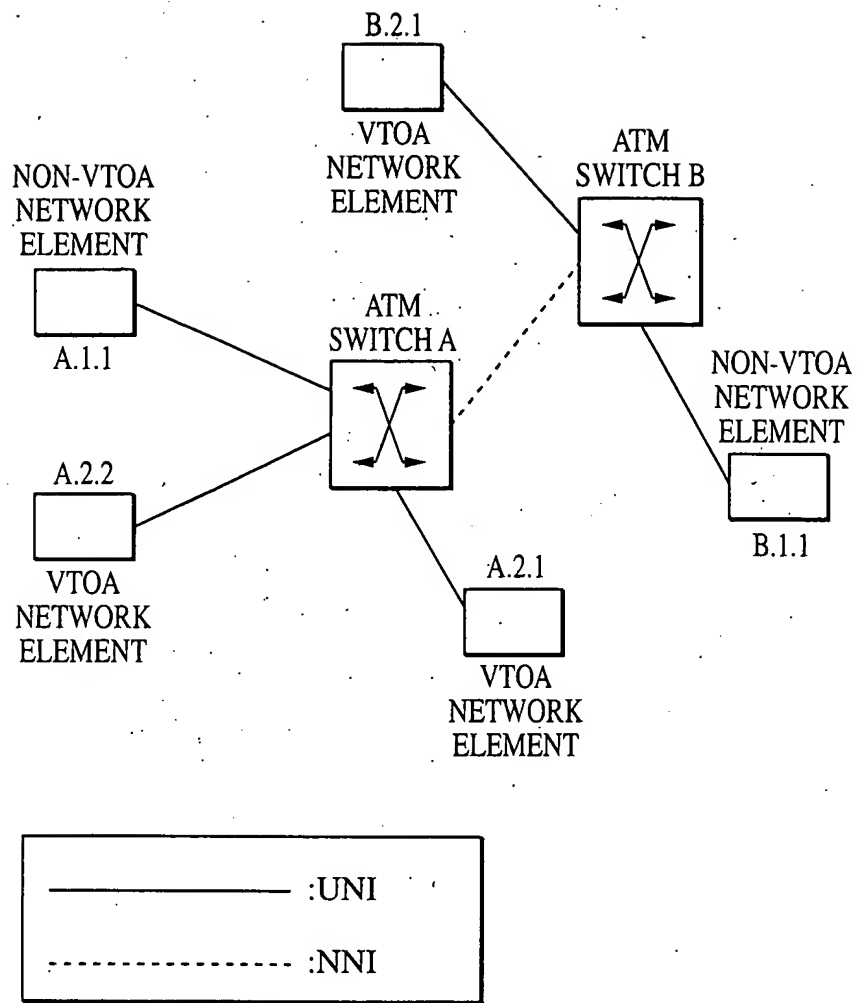 B.2.1
VTOA
NETWORK
ELEMENT
ATM
SWITCH B
NON-VTOA
NETWORK
ELEMENT
A.1.1
ATM
SWITCH A
NON-VTOA
NETWORK
ELEMENT
B.1.1
A.2.2
VTOA
NETWORK
ELEMENT
A.2.1
VTOA
NETWORK
ELEMENT
:UNI
:NNI